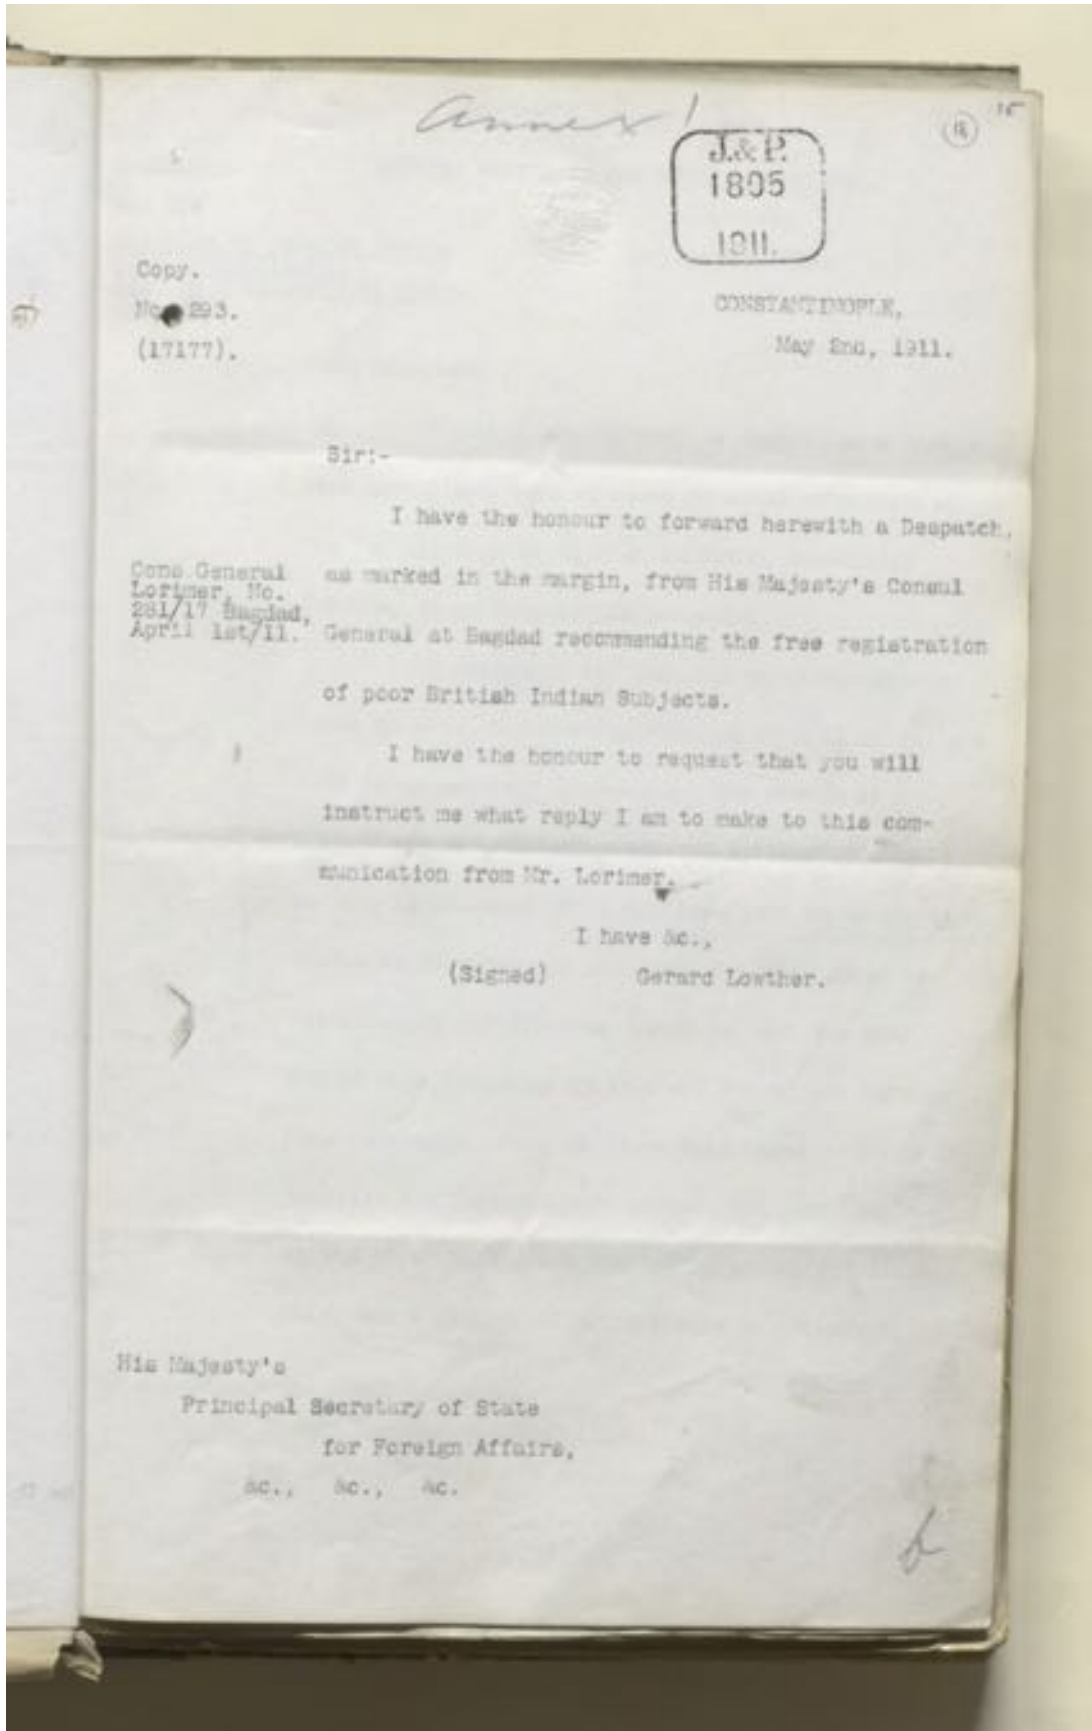 Annex 1
15
18
J.&P.
1805
1911.
Copy.
No. 293.
(17177).
CONSTANTINOPLE,
May 2nd, 1911.
Sir:-
I have the honour to forward herewith a Despatch,
Cons.General
Lorimer, No.
281/17 Bagdad,
April 1st/11.
as marked in the margin, from His Majesty's Consul
General at Bagdad recommending the free registration
of poor British Indian Subjects.
I have the honour to request that you will
instruct me what reply I am to make to this com-
munication from Mr. Lorimer.
I have &c.,
(Signed) Gerard Lowther.
His Majesty's
Principal Secretary of State
for Foreign Affairs,
&c., &c., &c.